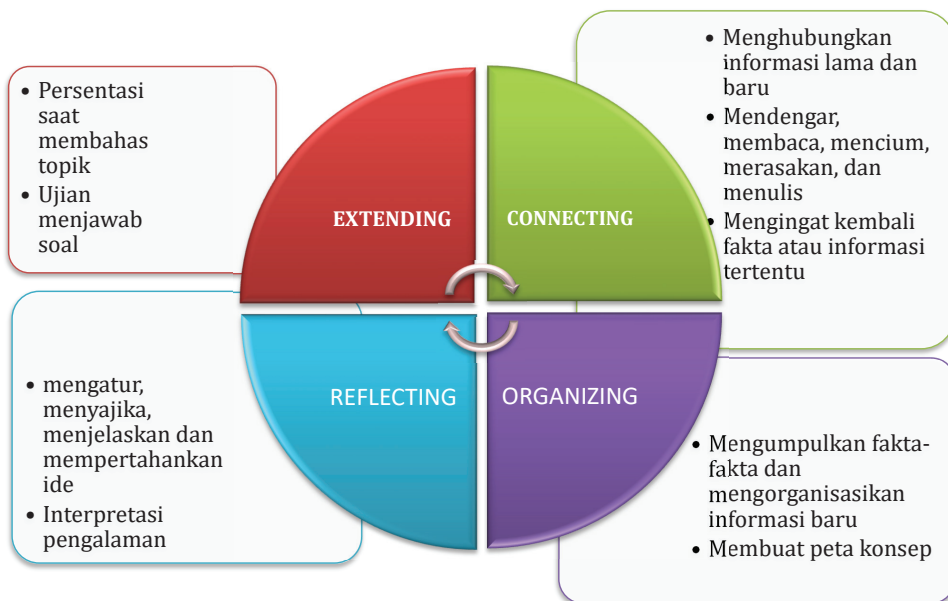 • Persentasi
saat
membahas
topik
• Ujian
menjawab
soal
EXTENDING
CONNECTING
• Menghubungkan
informasi lama dan
baru
• Mendengar,
membaca, mencium,
merasakan, dan
menulis
• Mengingat kembali
fakta atau informasi
tertentu
• mengatur,
menyajika,
menjelaskan dan
mempertahankan
ide
• Interpretasi
pengalaman
REFLECTING
ORGANIZING
• Mengumpulkan fakta-
fakta dan
mengorganisasikan
informasi baru
• Membuat peta konsep